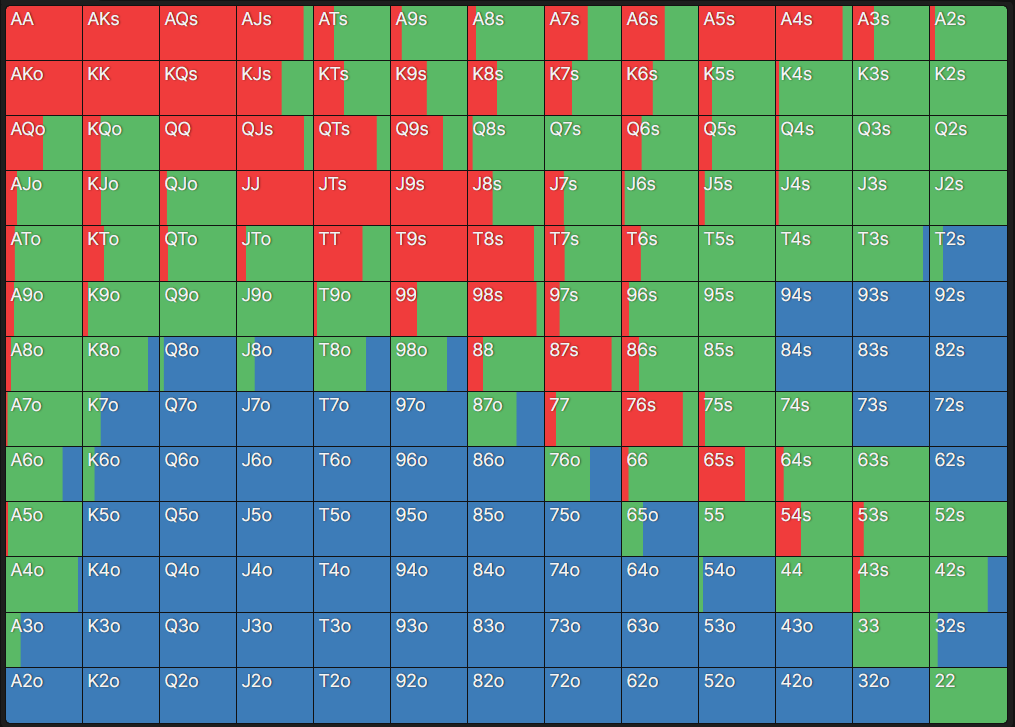 AA AKs AQs AJs ATs A9s A8s A7s A6s A5s A4s A3s A2s
AKo KK KQs KJs KTs K9s K8s K7s K6s K5s K4s K3s K2s
AQo KQo QQ QJs QTs Q9s Q8s Q7s Q6s Q5s Q4s Q3s Q2s
AJo KJo QJo JJ JTs J9s J8s J7s J6s J5s J4s J3s J2s
ATo KTo QTo JTo TT T9s T8s T7s T6s T5s T4s T3s T2s
A9o K9o Q9o J9o T9o 99 98s 97s 96s 95s 94s 93s 92s
A8o K8o Q8o J8o T8o 98o 88 87s 86s 85s 84s 83s 82s
A7o K7o Q7o J7o T7o 97o 87o 77 76s 75s 74s 73s 72s
A6o K6o Q6o J6o T6o 96o 86o 76o 66 65s 64s 63s 62s
A5o K5o Q5o J5o T5o 95o 85o 75o 65o 55 54s 53s 52s
A4o K4o Q4o J4o T4o 94o 84o 74o 64o 54o 44 43s 42s
A3o K3o Q3o J3o T3o 93o 83o 73o 63o 53o 43o 33 32s
A2o K2o Q2o J2o T2o 92o 82o 72o 62o 52o 42o 32o 22